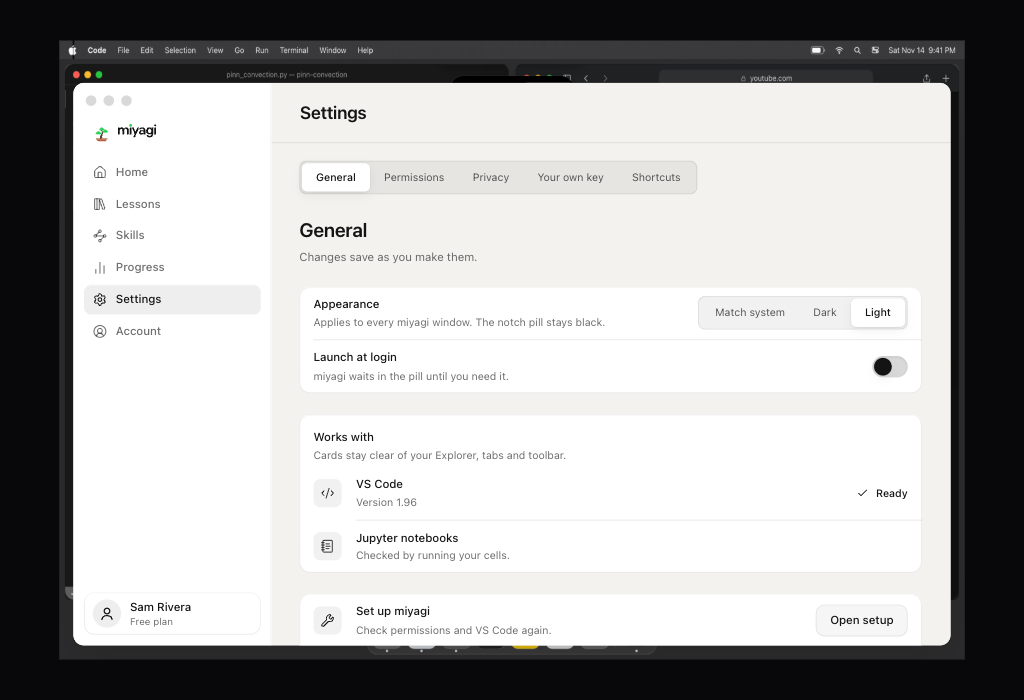 Code File Edit Selection View Go Run Terminal Window Help
Sat Nov 14 9:41 PM
pinn_convection.py — pinn-convection
youtube.com
miyagi
Home
Lessons
Skills
Progress
Settings
Account
Sam Rivera
Free plan
Settings
General Permissions Privacy Your own key Shortcuts
General
Changes save as you make them.
Appearance
Applies to every miyagi window. The notch pill stays black.
Match system Dark Light
Launch at login
miyagi waits in the pill until you need it.
Works with
Cards stay clear of your Explorer, tabs and toolbar.
VS Code
Version 1.96
Ready
Jupyter notebooks
Checked by running your cells.
Set up miyagi
Check permissions and VS Code again.
Open setup